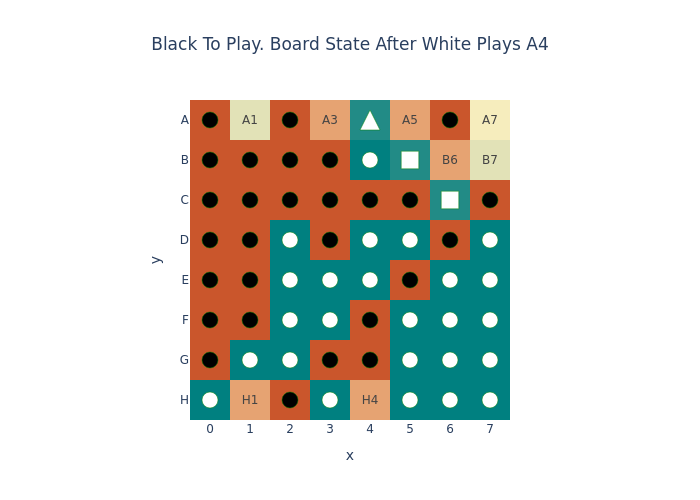 Black To Play. Board State After White Plays A4
A A1 A3 A5 A7
B B6 B7
C
D
y
E
F
G
H H1 H4
0 1 2 3 4 5 6 7
x